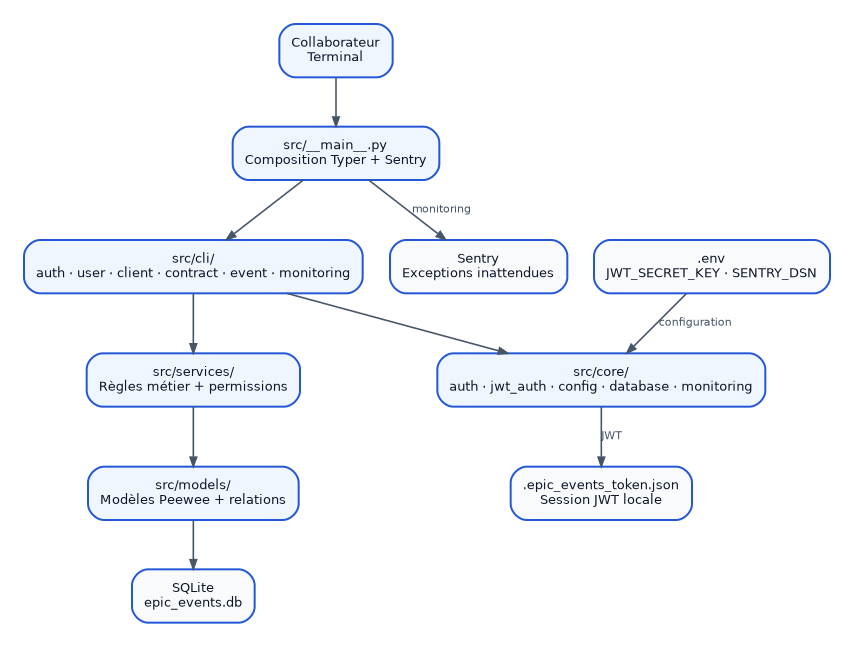 Collaborateur
Terminal
src/__main__.py
Composition Typer + Sentry
monitoring
src/cli/
auth · user · client · contract · event · monitoring
Sentry
Exceptions inattendues
.env
JWT_SECRET_KEY · SENTRY_DSN
configuration
src/services/
Règles métier + permissions
src/core/
auth · jwt_auth · config · database · monitoring
JWT
src/models/
Modèles Peewee + relations
.epic_events_token.json
Session JWT locale
SQLite
epic_events.db